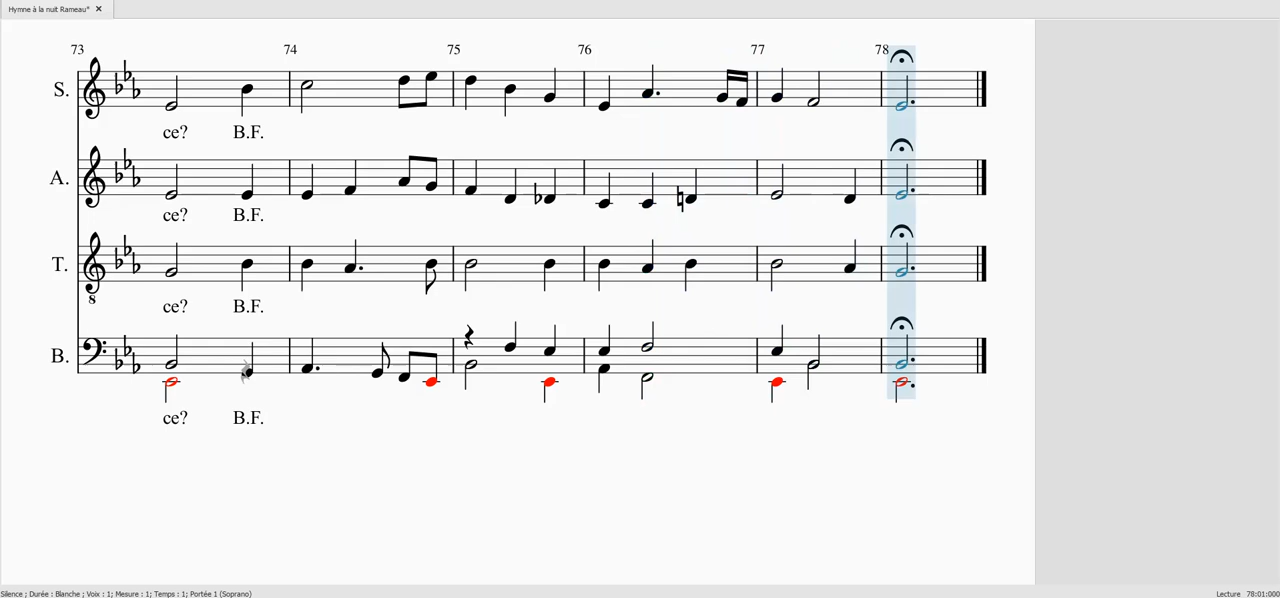 Hymne à la nuit Rameau* ✕
73 74 75 76 77 78
S.
ce? B.F.
A.
ce? B.F.
T.
8
ce? B.F.
B.
ce? B.F.
Silence ; Durée : Blanche ; Voix : 1; Mesure : 1; Temps : 1; Portée 1 (Soprano) Lecture 78:01:000